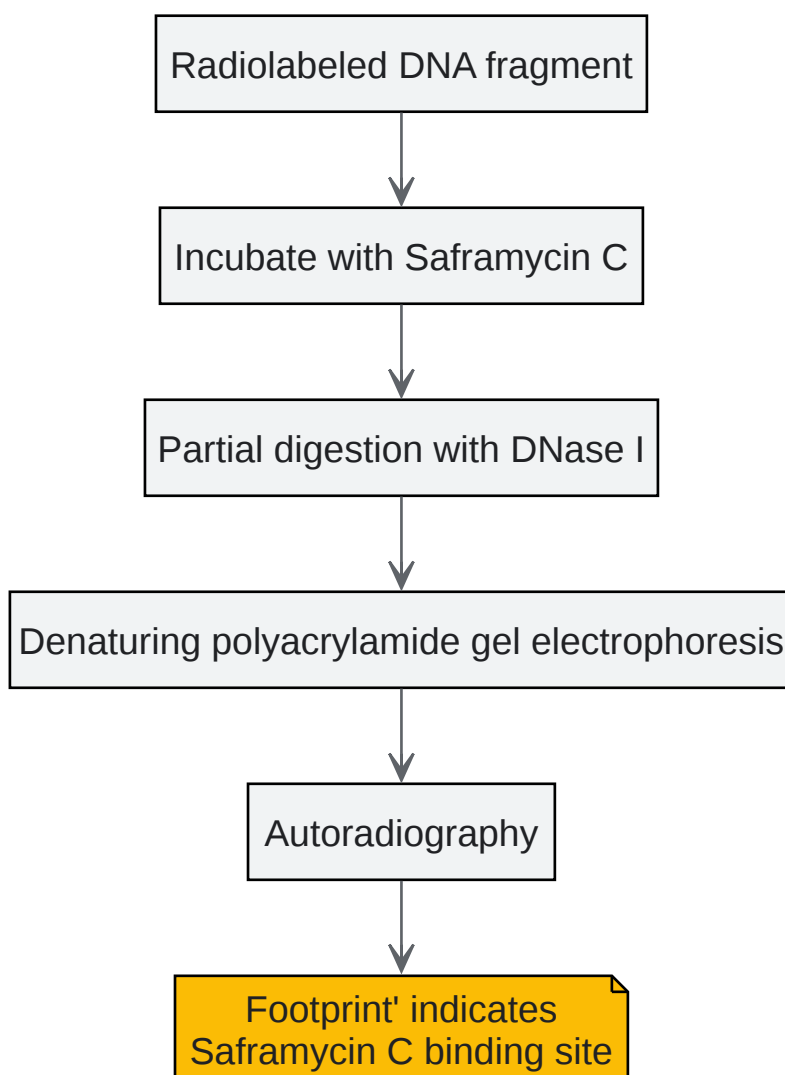 Radiolabeled DNA fragment
Incubate with Saframycin C
Partial digestion with DNase I
Denaturing polyacrylamide gel electrophoresis
Autoradiography
Footprint' indicates
Saframycin C binding site